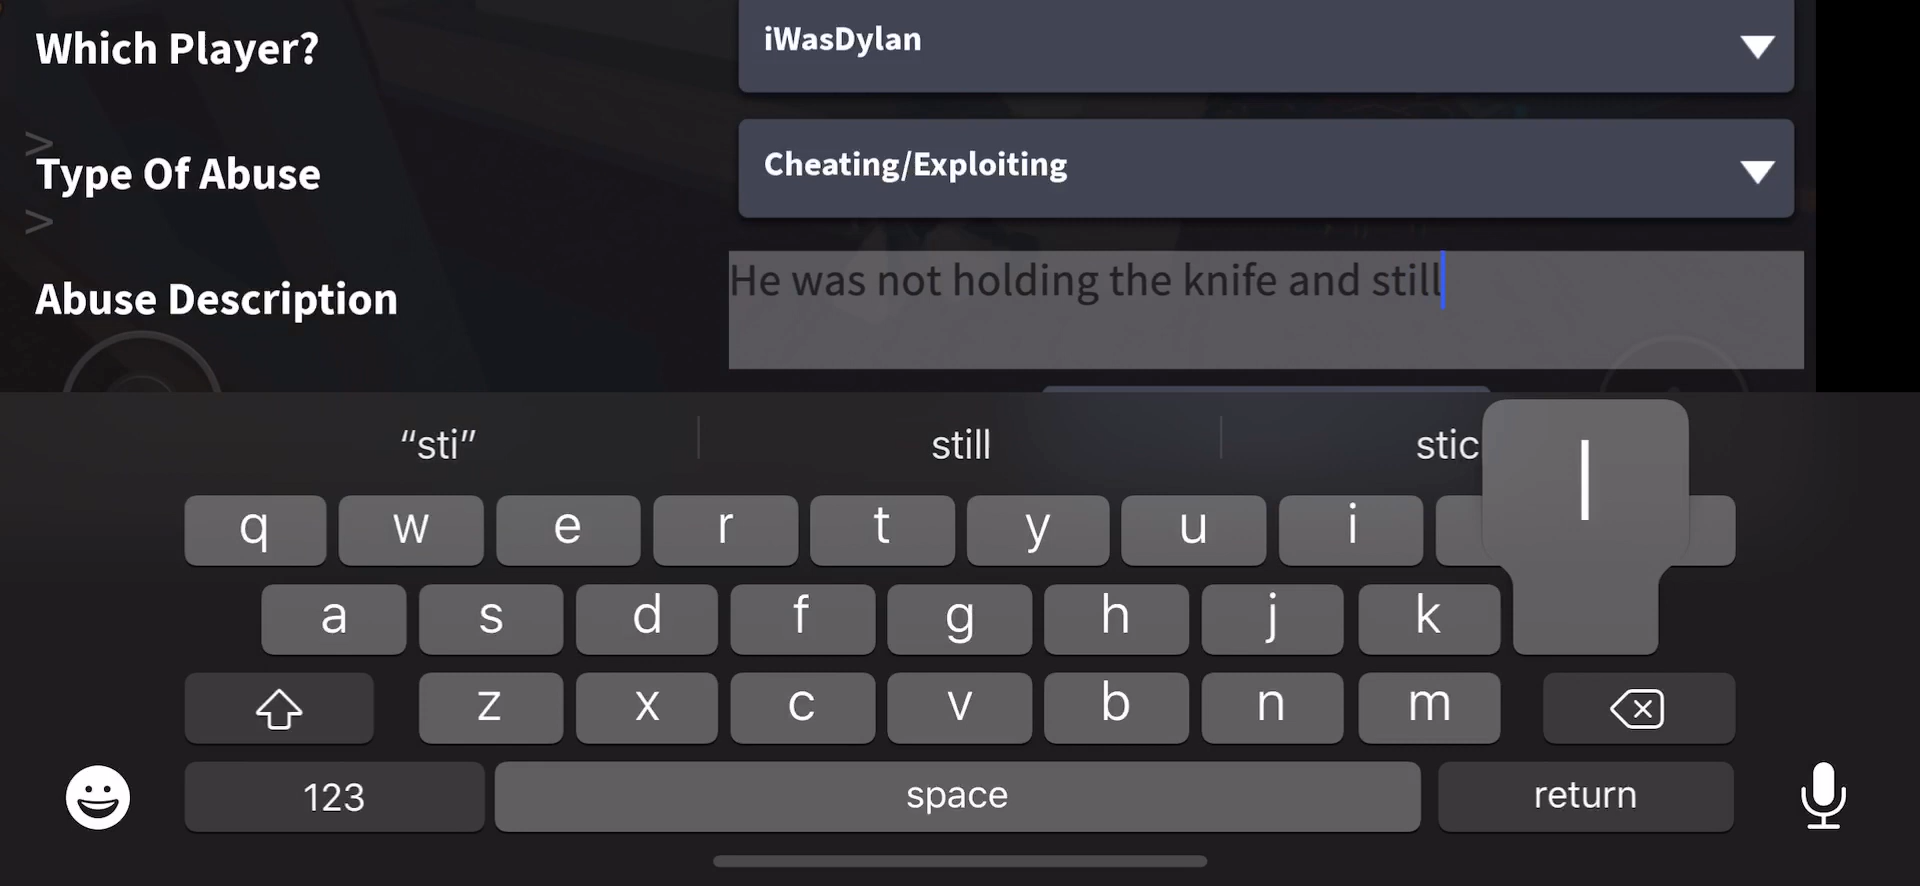 Which Player?
iWasDylan
>
Type Of Abuse
Cheating/Exploiting
>
Abuse Description
He was not holding the knife and still
“sti”
still
stic
q w e r t y u i
a s d f g h j k l
z x c v b n m
123
space
return